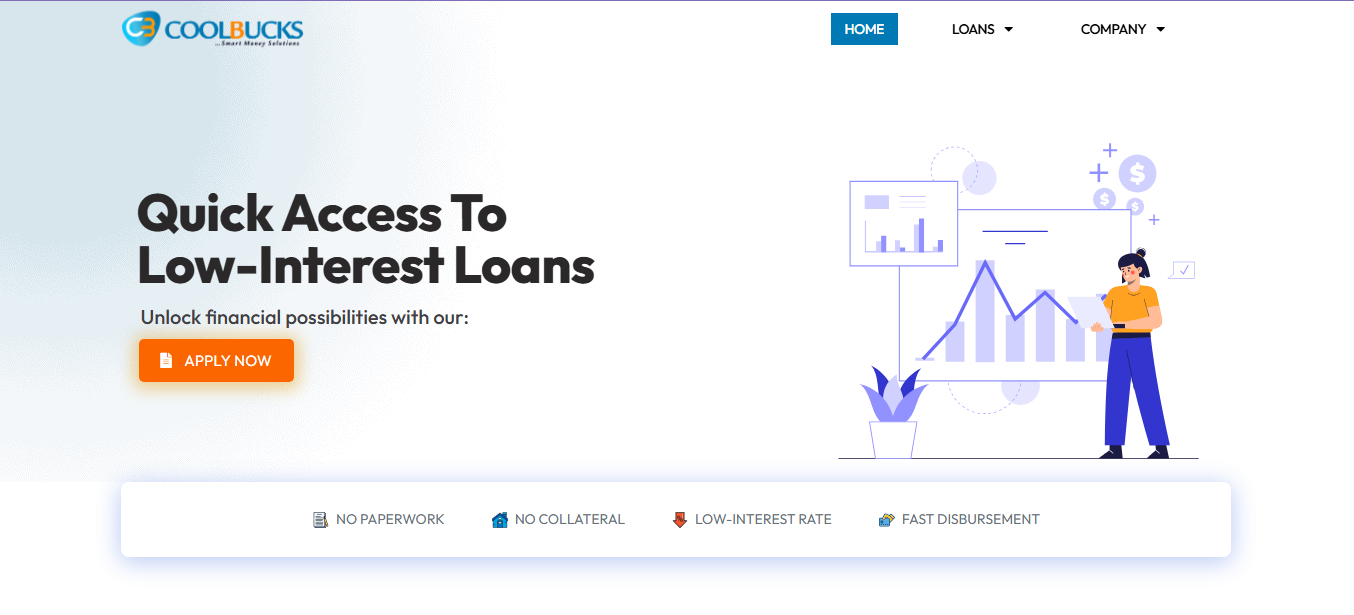 COOLBUCKS
...Smart Money Solutions
HOME
LOANS
COMPANY
Quick Access To
Low-Interest Loans
Unlock financial possibilities with our:
APPLY NOW
NO PAPERWORK
NO COLLATERAL
LOW-INTEREST RATE
FAST DISBURSEMENT